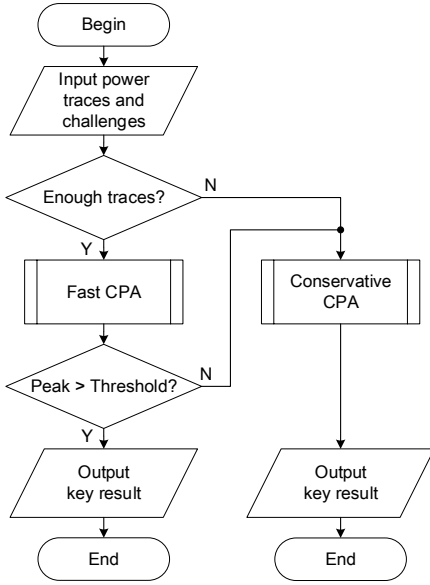 Begin
Input power
traces and
challenges
Enough traces?
N
Y
Fast CPA
Conservative
CPA
Peak > Threshold?
N
Y
Output
key result
Output
key result
End
End